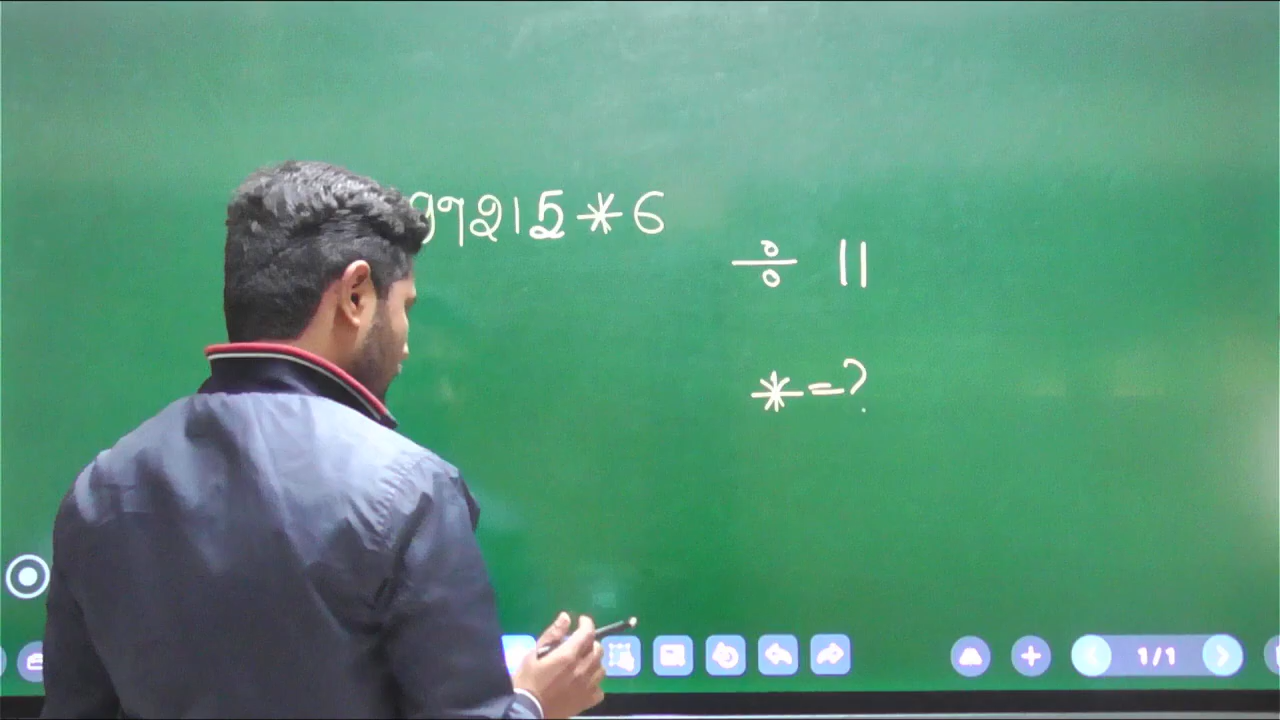 97215*6
÷ 11
* = ?
1/1